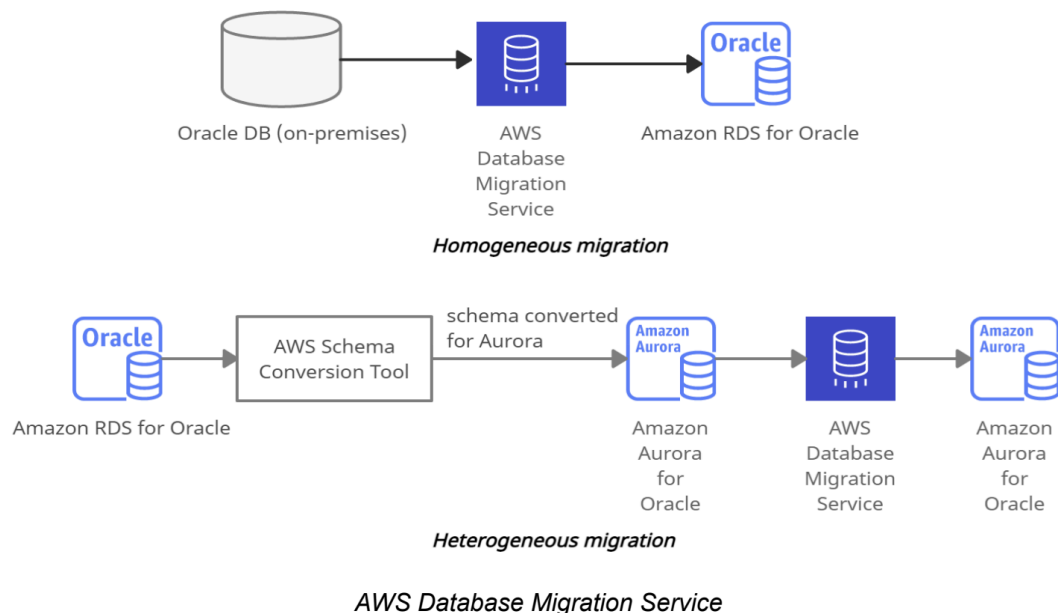 Oracle
Oracle DB (on-premises)
AWS
Database
Migration
Service
Amazon RDS for Oracle
Homogeneous migration
Oracle
Amazon RDS for Oracle
AWS Schema
Conversion Tool
schema converted
for Aurora
Amazon
Aurora
Amazon
Aurora
for
Oracle
AWS
Database
Migration
Service
Amazon
Aurora
Amazon
Aurora
for
Oracle
Heterogeneous migration
AWS Database Migration Service